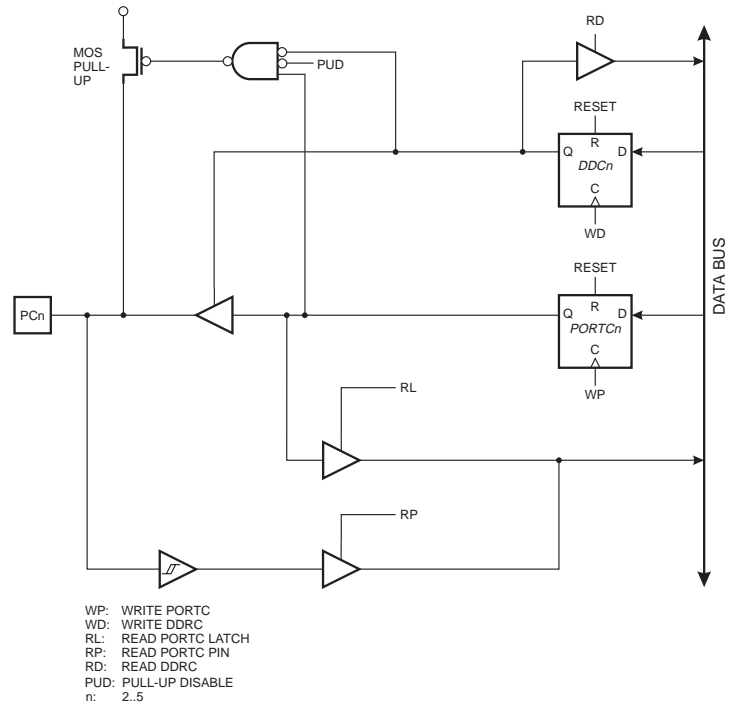 RD
MOS
PULL-
UP
PUD
RESET
R
Q
D
DDCn
C
WD
DATA BUS
RESET
R
Q
D
PORTCn
C
WP
PCn
RL
RP
WP: WRITE PORTC
WD: WRITE DDRC
RL: READ PORTC LATCH
RP: READ PORTC PIN
RD: READ DDRC
PUD: PULL-UP DISABLE
n: 2..5